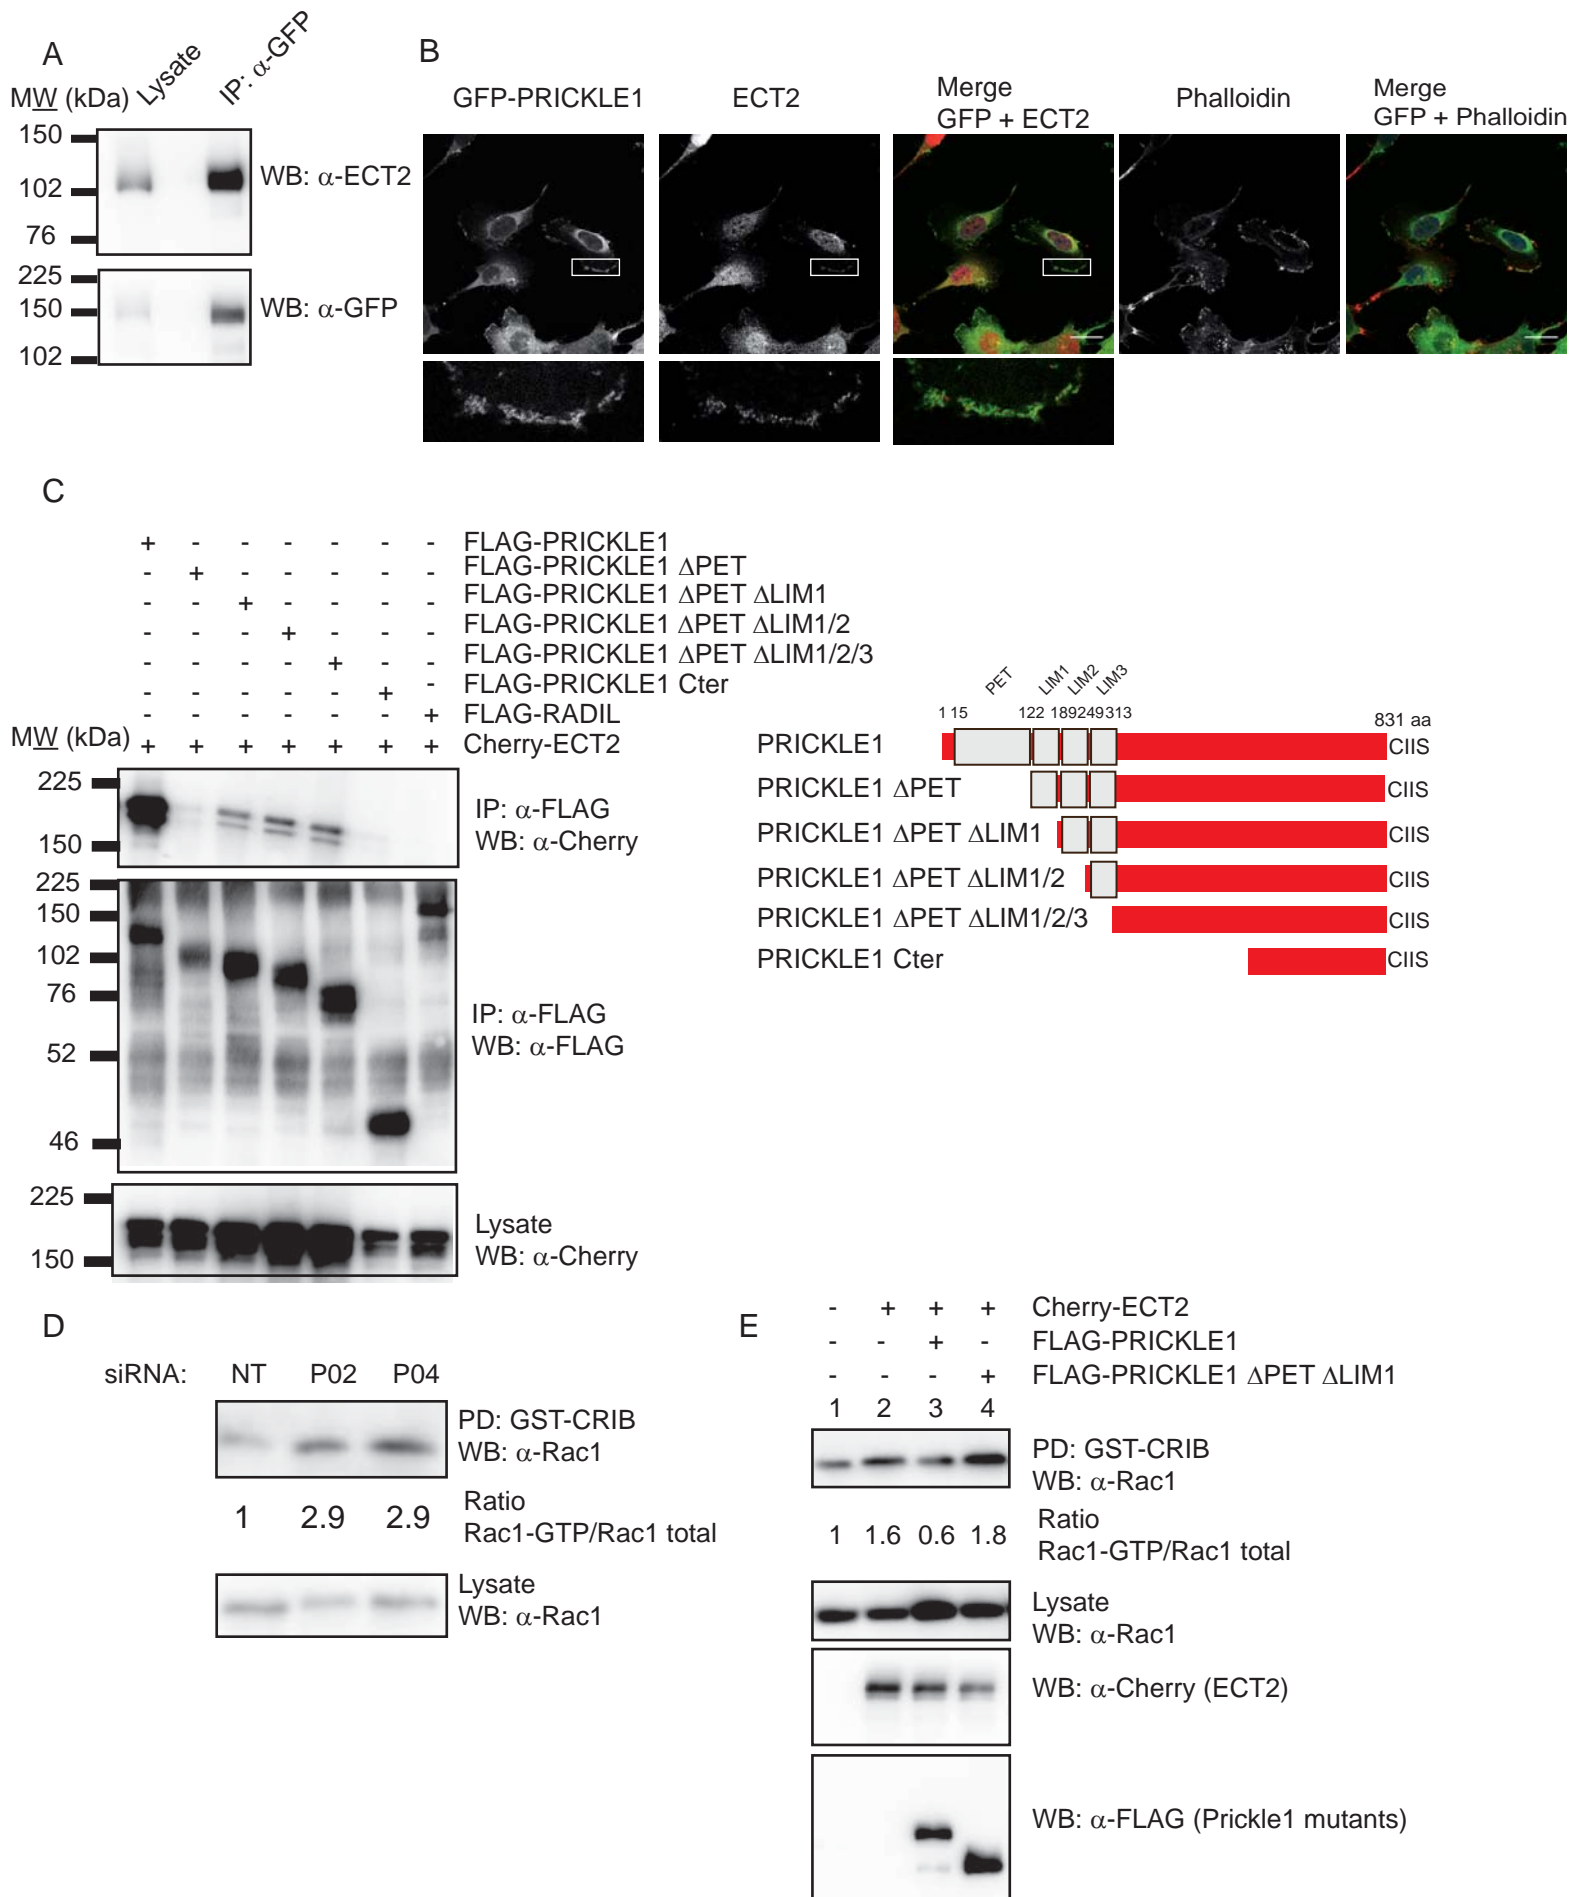 A
MW (kDa)
Lysate
IP: α-GFP
150
102
76
WB: α-ECT2
225
150
102
WB: α-GFP
B
GFP-PRICKLE1
ECT2
Merge
GFP + ECT2
Phalloidin
Merge
GFP + Phalloidin
C
+ - - - - - - FLAG-PRICKLE1
- + - - - - - FLAG-PRICKLE1 ΔPET
- - + - - - - FLAG-PRICKLE1 ΔPET ΔLIM1
- - - + - - - FLAG-PRICKLE1 ΔPET ΔLIM1/2
- - - - + - - FLAG-PRICKLE1 ΔPET ΔLIM1/2/3
- - - - - + - FLAG-PRICKLE1 Cter
- - - - - - + FLAG-RADIL
+ + + + + + + Cherry-ECT2
MW (kDa)
225
150
IP: α-FLAG
WB: α-Cherry
225
150
102
76
52
46
IP: α-FLAG
WB: α-FLAG
225
150
Lysate
WB: α-Cherry
PET LIM1 LIM2 LIM3
1 15 122 189 249 313 831 aa
PRICKLE1 CIIS
PRICKLE1 ΔPET CIIS
PRICKLE1 ΔPET ΔLIM1 CIIS
PRICKLE1 ΔPET ΔLIM1/2 CIIS
PRICKLE1 ΔPET ΔLIM1/2/3 CIIS
PRICKLE1 Cter CIIS
D
siRNA: NT P02 P04
PD: GST-CRIB
WB: α-Rac1
1 2.9 2.9
Ratio
Rac1-GTP/Rac1 total
Lysate
WB: α-Rac1
E
- + + + Cherry-ECT2
- - + - FLAG-PRICKLE1
- - - + FLAG-PRICKLE1 ΔPET ΔLIM1
1 2 3 4
PD: GST-CRIB
WB: α-Rac1
1 1.6 0.6 1.8
Ratio
Rac1-GTP/Rac1 total
Lysate
WB: α-Rac1
WB: α-Cherry (ECT2)
WB: α-FLAG (Prickle1 mutants)